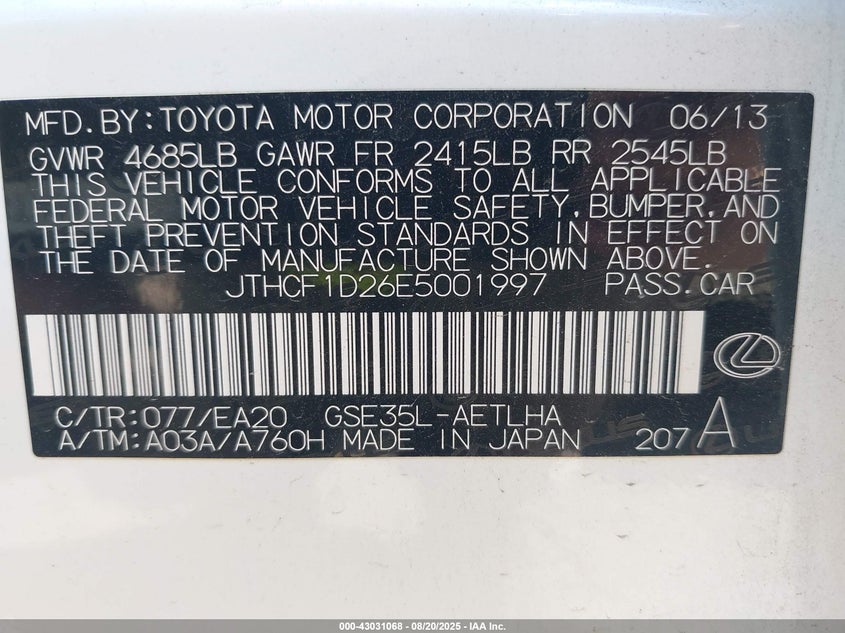 MFD.BY:TOYOTA MOTOR CORPORATION 06/13
GVWR 4685LB GAWR FR 2415LB RR 2545LB
THIS VEHICLE CONFORMS TO ALL APPLICABLE
FEDERAL MOTOR VEHICLE SAFETY,BUMPER,AND
THEFT PREVENTION STANDARDS IN EFFECT ON
THE DATE OF MANUFACTURE SHOWN ABOVE.
JTHCF1D26E5001997 PASS.CAR
C/TR:077/EA20 GSE35L-AETLHA
A/TM:A03A/A760H MADE IN JAPAN 207A
000-43031068 | 08/20/2025 - IAA Inc.